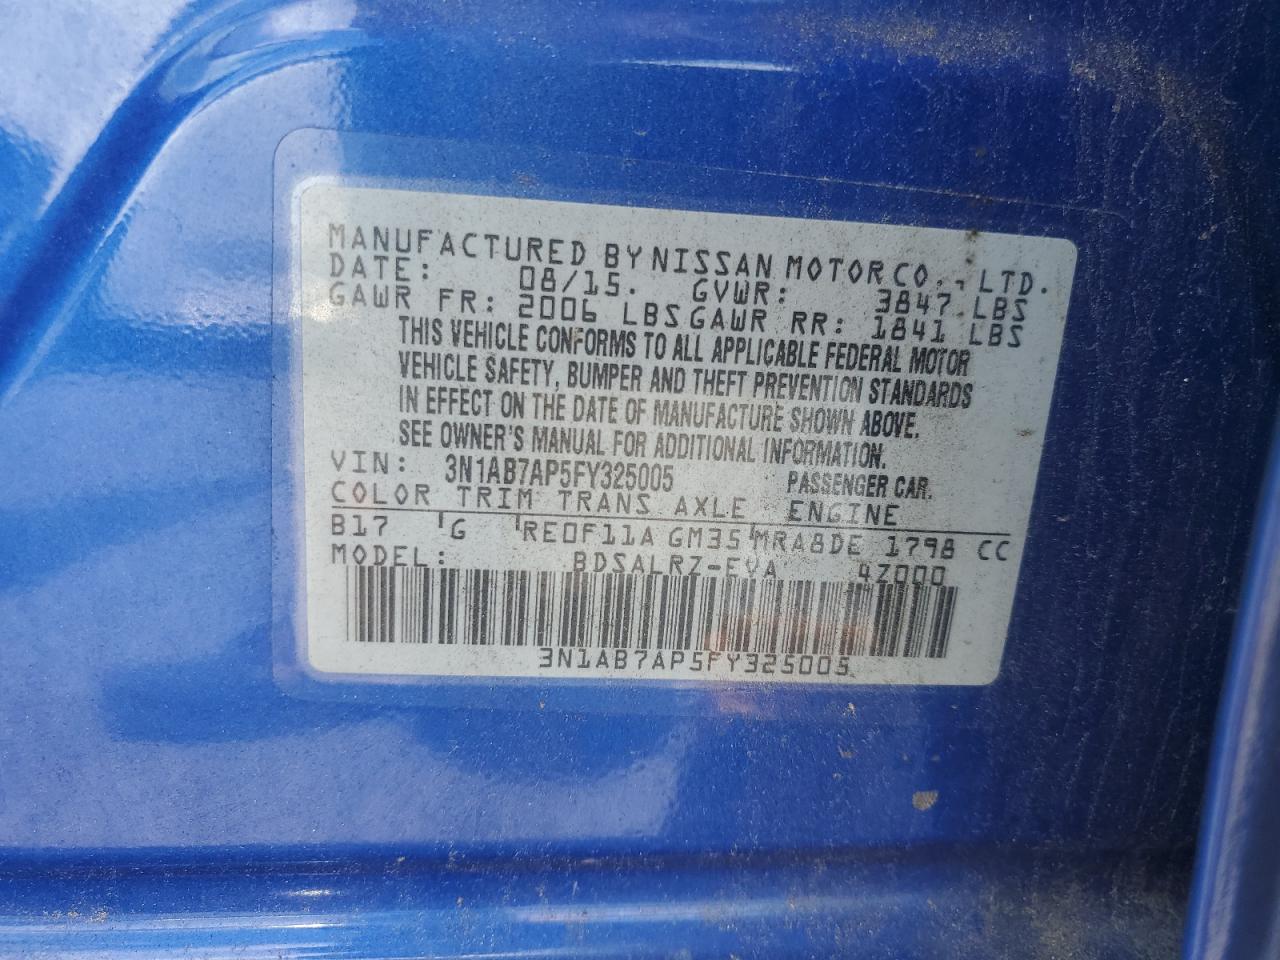 MANUFACTURED BY NISSAN MOTOR CO., LTD.
DATE: 08/15. GVWR: 3847 LBS
GAWR FR: 2006 LBS GAWR RR: 1841 LBS
THIS VEHICLE CONFORMS TO ALL APPLICABLE FEDERAL MOTOR
VEHICLE SAFETY, BUMPER AND THEFT PREVENTION STANDARDS
IN EFFECT ON THE DATE OF MANUFACTURE SHOWN ABOVE.
SEE OWNER'S MANUAL FOR ADDITIONAL INFORMATION.
VIN: 3N1AB7AP5FY325005 PASSENGER CAR.
COLOR TRIM TRANS AXLE ENGINE
B17 G RE0F11A GM35 MRA8DE 1798 CC
MODEL: BDSALRZ-EVA 4Z000
3N1AB7AP5FY325005